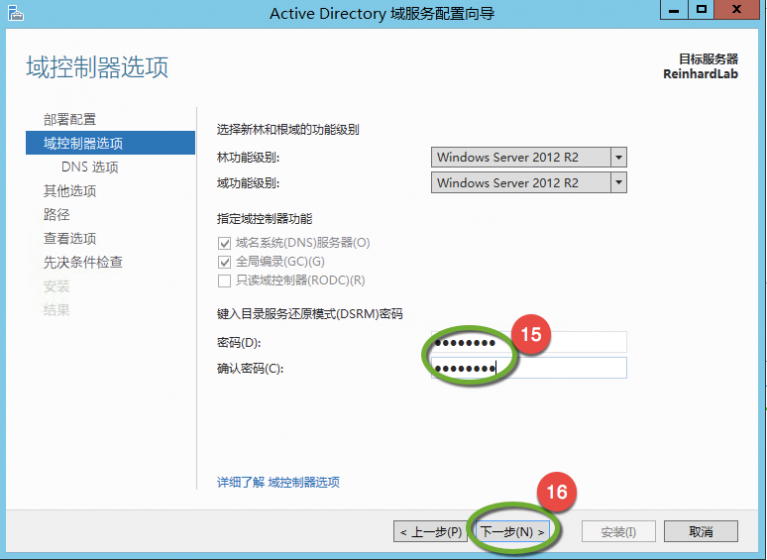 Active Directory 域服务配置向导
域控制器选项
目标服务器
ReinhardLab
部署配置
域控制器选项
DNS 选项
其他选项
路径
查看选项
先决条件检查
安装
结果
选择新林和根域的功能级别
林功能级别: Windows Server 2012 R2
域功能级别: Windows Server 2012 R2
指定域控制器功能
域名系统(DNS)服务器(O)
全局编录(GC)(G)
只读域控制器(RODC)(R)
键入目录服务还原模式(DSRM)密码
密码(D): ●●●●●●●● 15
确认密码(C): ●●●●●●●●
详细了解 域控制器选项
16
< 上一步(P) 下一步(N) > 安装(I) 取消